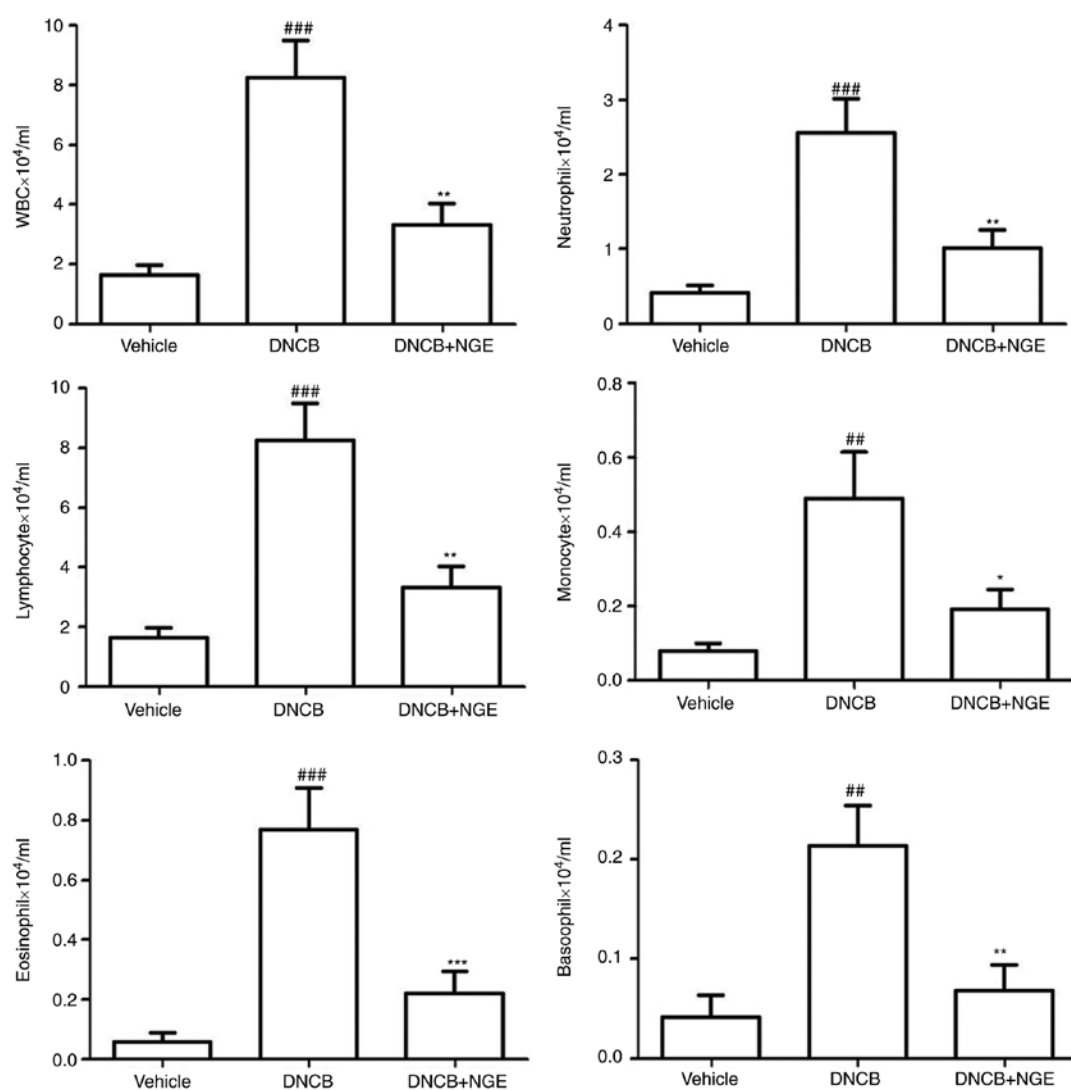 WBC×10⁴/ml
10
8
6
4
2
0
###
**
Vehicle
DNCB
DNCB+NGE
Neutrophil×10⁴/ml
4
3
2
1
0
###
**
Vehicle
DNCB
DNCB+NGE
Lymphocyte×10⁴/ml
10
8
6
4
2
0
###
**
Vehicle
DNCB
DNCB+NGE
Monocyte×10⁴/ml
0.8
0.6
0.4
0.2
0.0
##
*
Vehicle
DNCB
DNCB+NGE
Eosinophil×10⁴/ml
1.0
0.8
0.6
0.4
0.2
0.0
###
***
Vehicle
DNCB
DNCB+NGE
Basoophil×10⁴/ml
0.3
0.2
0.1
0.0
##
**
Vehicle
DNCB
DNCB+NGE